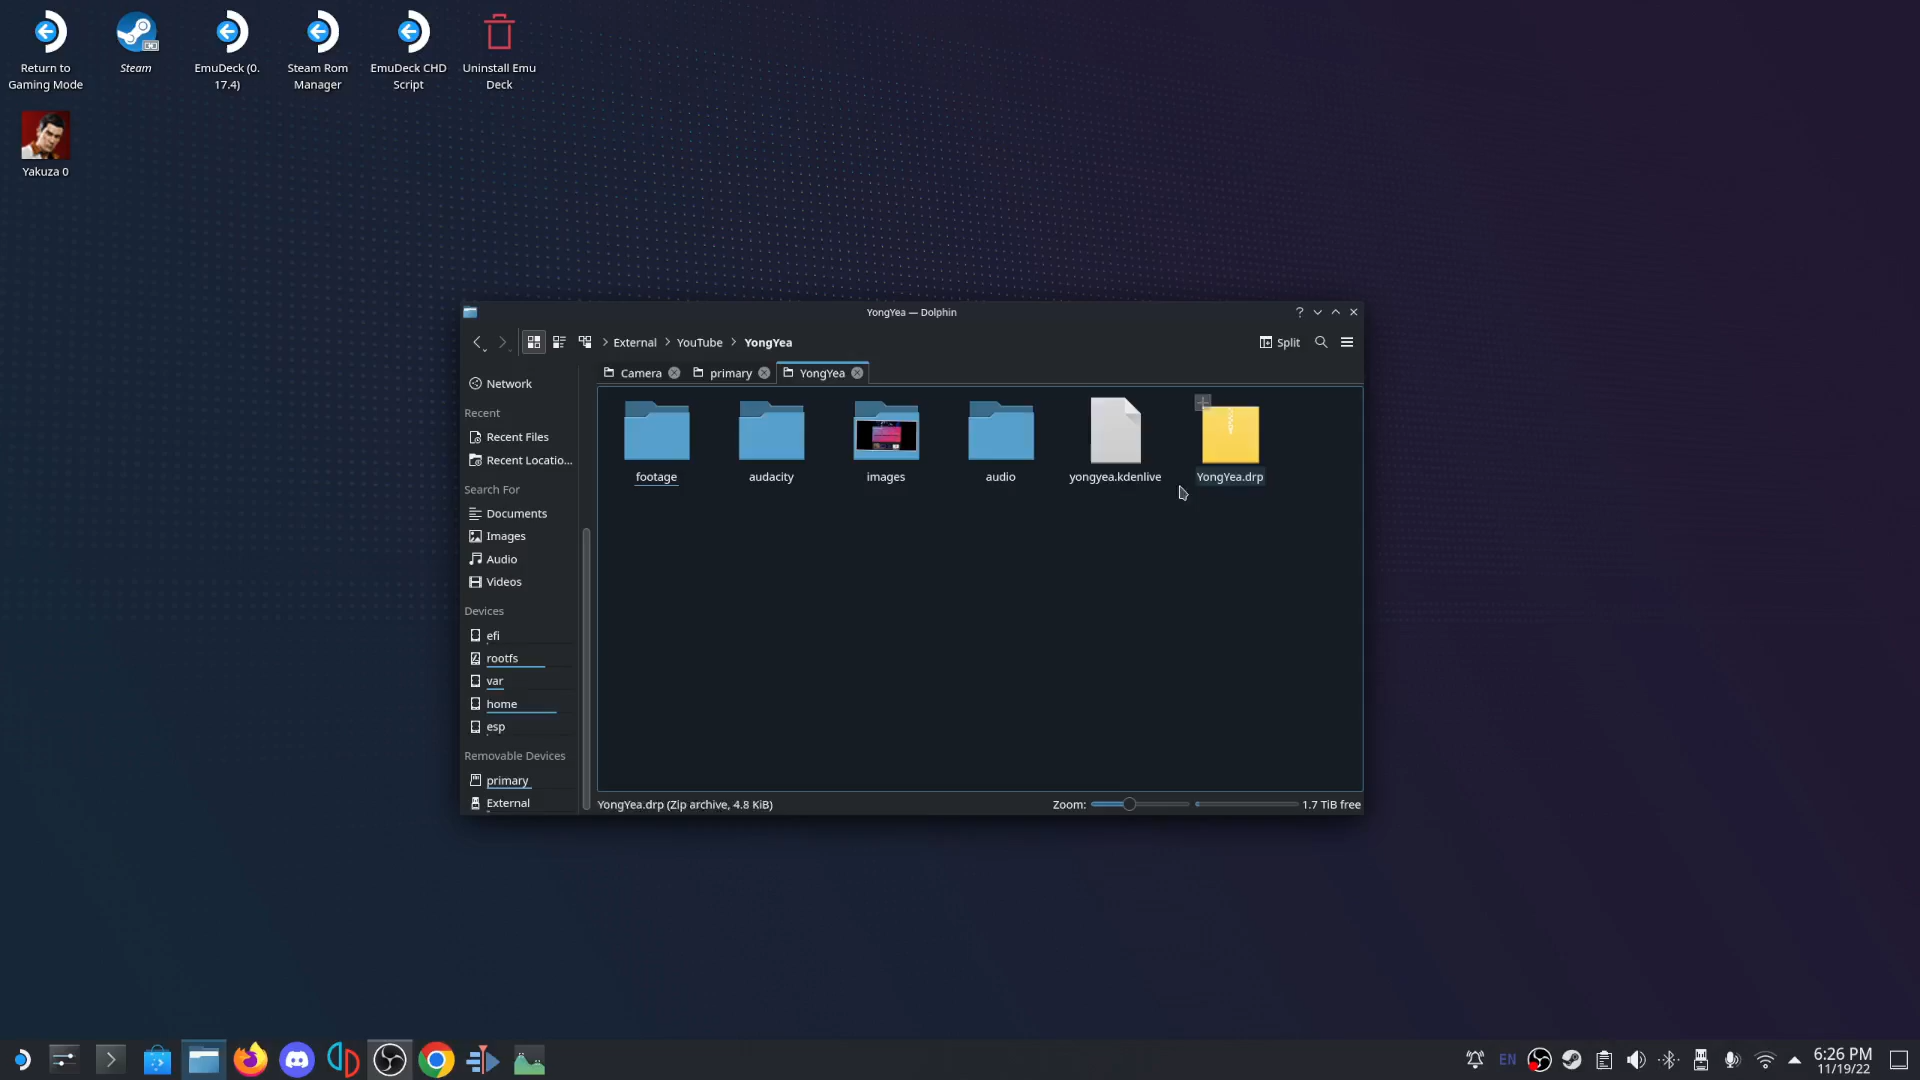 Return to
Gaming Mode
Steam
EmuDeck (0.
17.4)
Steam Rom
Manager
EmuDeck CHD
Script
Uninstall Emu
Deck
Yakuza 0
YongYea — Dolphin
External
YouTube
YongYea
Split
Camera
primary
YongYea
Network
Recent
Recent Files
Recent Locatio...
Search For
Documents
Images
Audio
Videos
Devices
efi
rootfs
var
home
esp
Removable Devices
primary
External
footage
audacity
images
audio
yongyea.kdenlive
YongYea.drp
YongYea.drp (Zip archive, 4.8 KiB)
Zoom:
1.7 TiB free
EN
6:26 PM
11/19/22